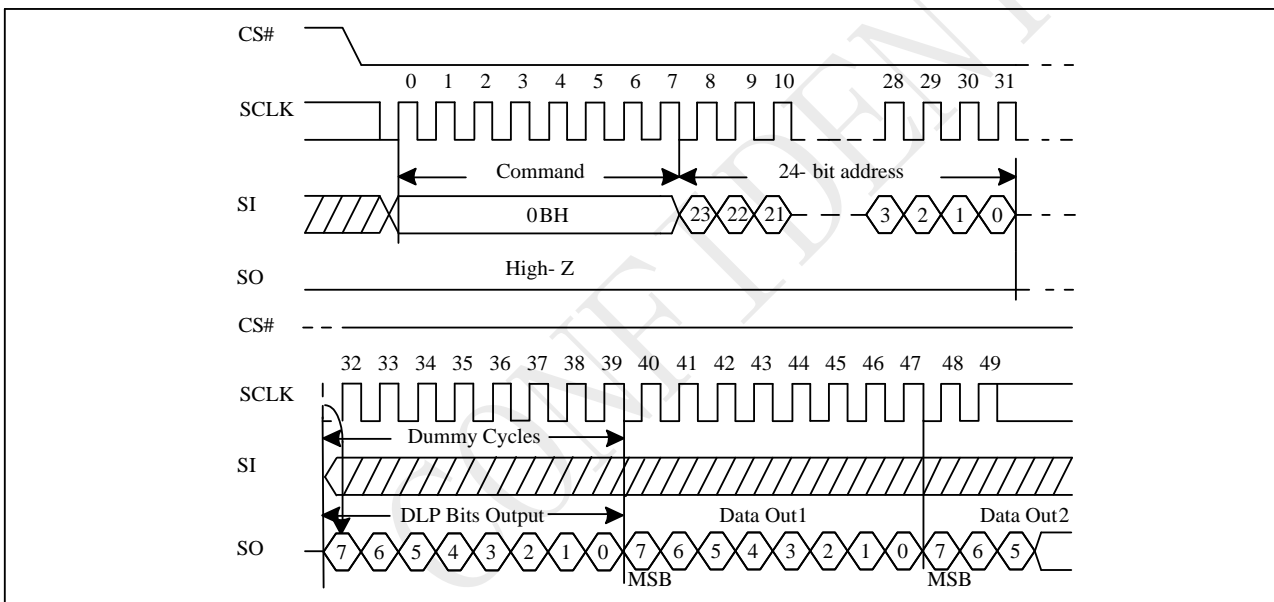 CS#
0 1 2 3 4 5 6 7 8 9 10 28 29 30 31
SCLK
Command 24- bit address
SI 0BH 23 22 21 3 2 1 0
High- Z
SO
CS#
32 33 34 35 36 37 38 39 40 41 42 43 44 45 46 47 48 49
SCLK
Dummy Cycles
SI
DLP Bits Output Data Out1 Data Out2
SO 7 6 5 4 3 2 1 0 7 6 5 4 3 2 1 0 7 6 5
MSB MSB
CONFIDENT